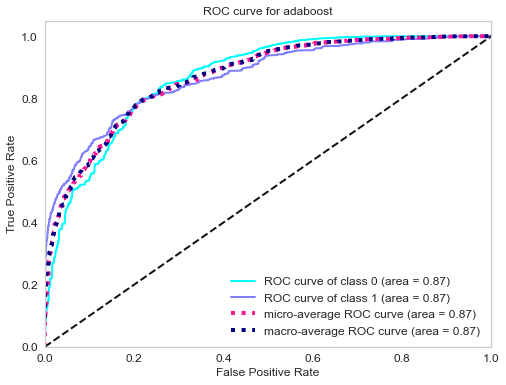 ROC curve for adaboost
1.0
0.8
0.6
0.4
0.2
0.0
True Positive Rate
ROC curve of class 0 (area = 0.87)
ROC curve of class 1 (area = 0.87)
micro-average ROC curve (area = 0.87)
macro-average ROC curve (area = 0.87)
0.0 0.2 0.4 0.6 0.8 1.0
False Positive Rate